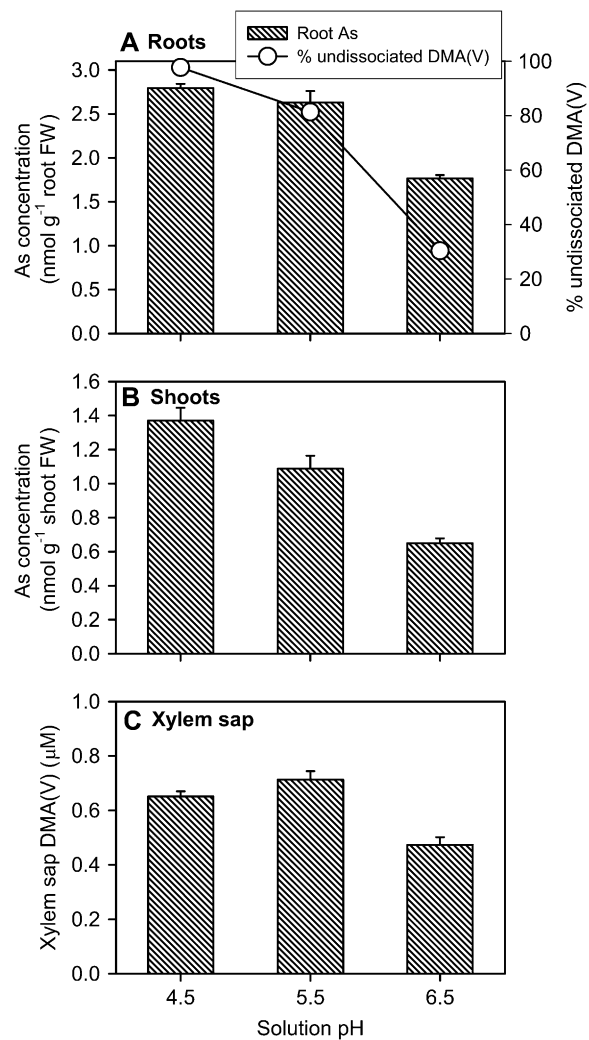 A Roots
Root As
% undissociated DMA(V)
As concentration
(nmol g⁻¹ root FW)
3.0
2.5
2.0
1.5
1.0
0.5
0.0
100
80
60
40
20
0
% undissociated DMA(V)
B Shoots
As concentration
(nmol g⁻¹ shoot FW)
1.6
1.4
1.2
1.0
0.8
0.6
0.4
0.2
0.0
C Xylem sap
Xylem sap DMA(V) (μM)
1.0
0.8
0.6
0.4
0.2
0.0
4.5 5.5 6.5
Solution pH